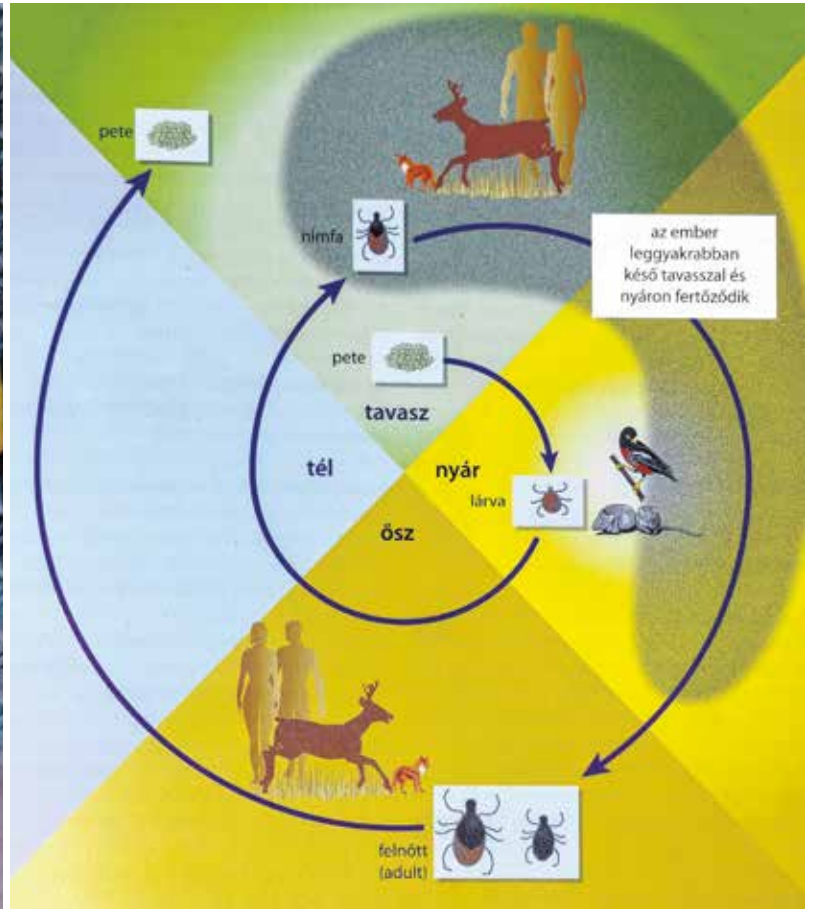 pete
nimfa
az ember
leggyakrabban
késő tavasszal és
nyáron fertőződik
pete
tavasz
tél
nyár
lárva
ősz
felnőtt
(adult)